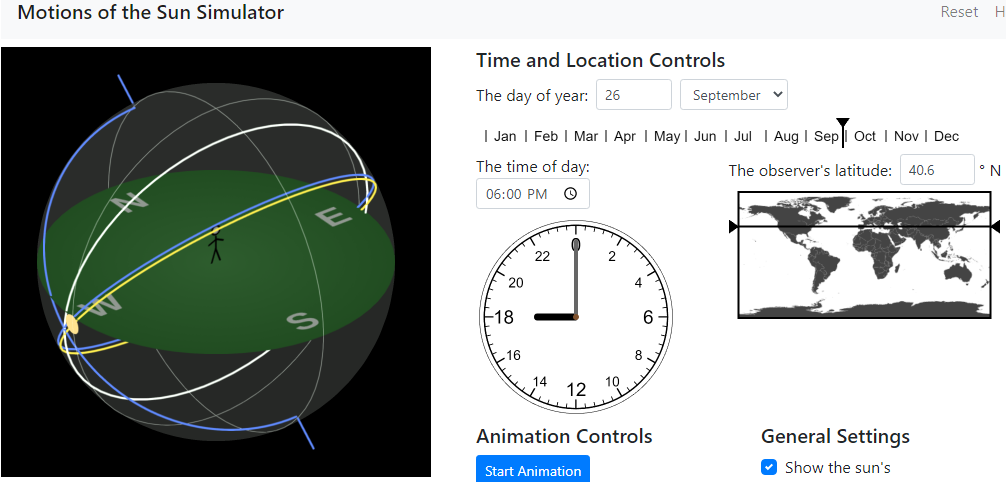 Motions of the Sun Simulator
Reset H
Time and Location Controls
The day of year: 26 September
Jan Feb Mar Apr May Jun Jul Aug Sep Oct Nov Dec
The time of day:
The observer's latitude: 40.6 ° N
06:00 PM
22 2
20 4
18 6
16 8
14 12 10
N
E
W
S
Animation Controls
General Settings
Start Animation
Show the sun's